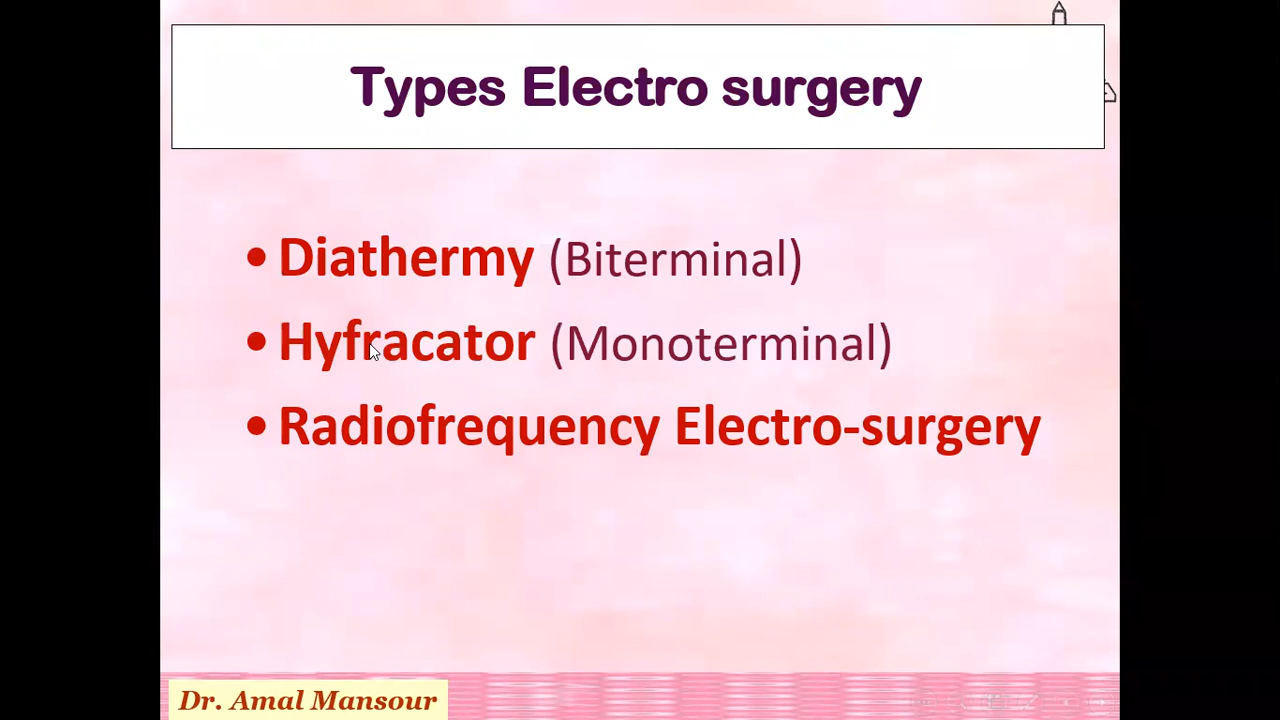 Types Electro surgery
• Diathermy (Biterminal)
• Hyfracator (Monoterminal)
• Radiofrequency Electro-surgery
Dr. Amal Mansour